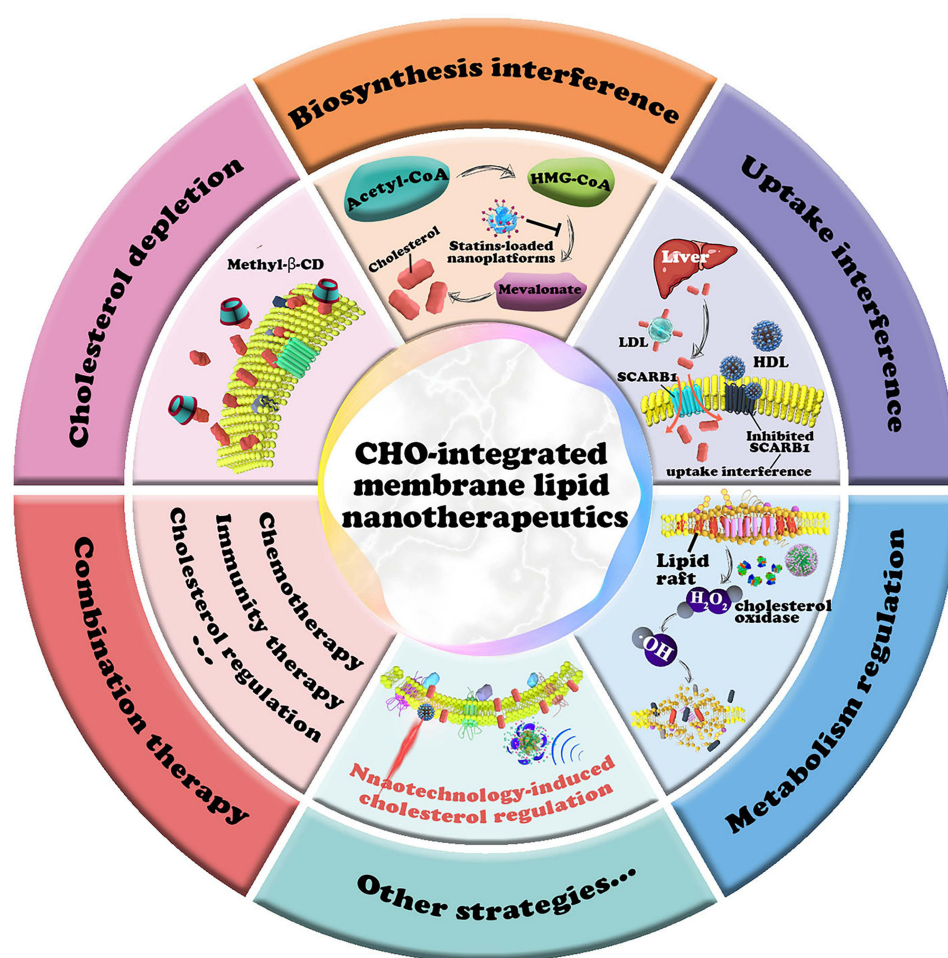 Biosynthesis interference
Acetyl-CoA
HMG-CoA
Statins-loaded
nanoplatforms
Cholesterol
Mevalonate
Uptake interference
Liver
LDL
HDL
SCARB1
Inhibited
SCARB1
uptake interference
Metabolism regulation
Lipid
raft
H2O2
cholesterol
oxidase
OH
Other strategies...
Nnaotechnology-induced
cholesterol regulation
Combination therapy
Chemotherapy
Immunity therapy
Cholesterol regulation
...
Cholesterol depletion
Methyl-β-CD
CHO-integrated
membrane lipid
nanotherapeutics